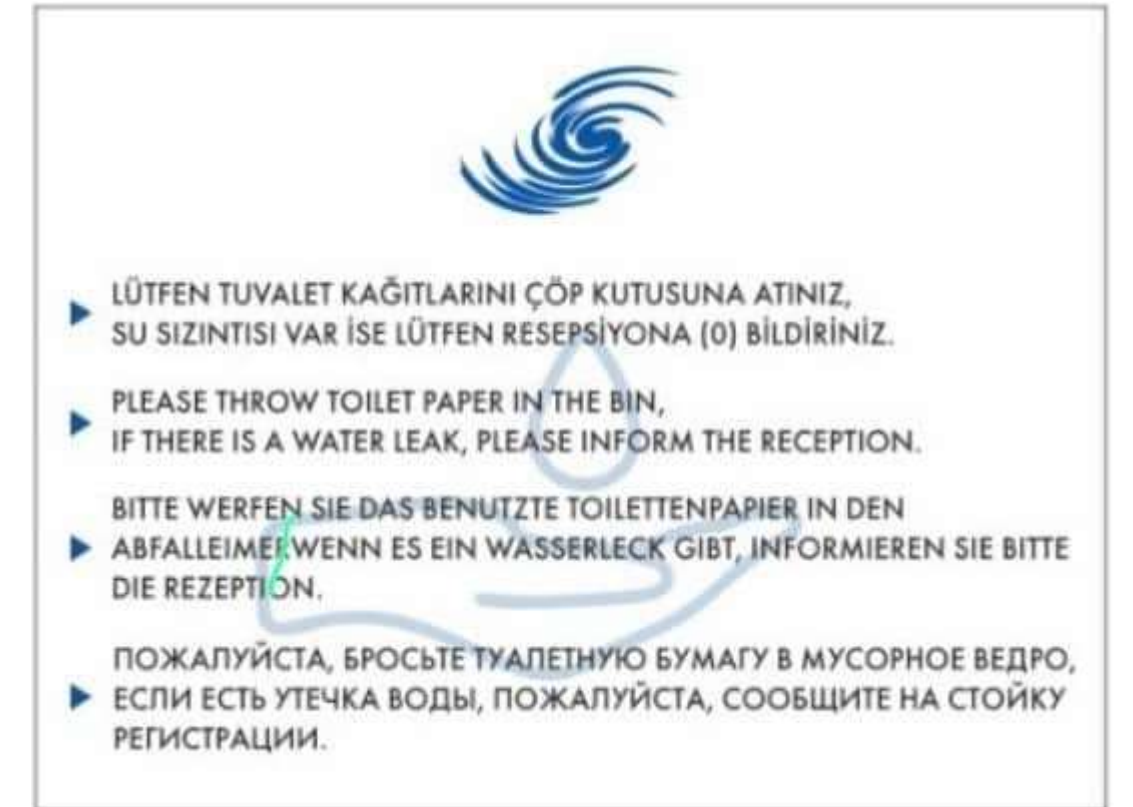 LÜTFEN TUVALET KAĞITLARINI ÇÖP KUTUSUNA ATINIZ,
SU SIZINTISI VAR İSE LÜTFEN RESEPSİYONA (0) BİLDİRİNİZ.
PLEASE THROW TOILET PAPER IN THE BIN,
IF THERE IS A WATER LEAK, PLEASE INFORM THE RECEPTION.
BITTE WERFEN SIE DAS BENUTZTE TOILETTENPAPIER IN DEN
ABFALLEIMER WENN ES EIN WASSERLECK GIBT, INFORMIEREN SIE BITTE
DIE REZEPTION.
ПОЖАЛУЙСТА, БРОСЬТЕ ТУАЛЕТНУЮ БУМАГУ В МУСОРНОЕ ВЕДРО,
ЕСЛИ ЕСТЬ УТЕЧКА ВОДЫ, ПОЖАЛУЙСТА, СООБЩИТЕ НА СТОЙКУ
РЕГИСТРАЦИИ.